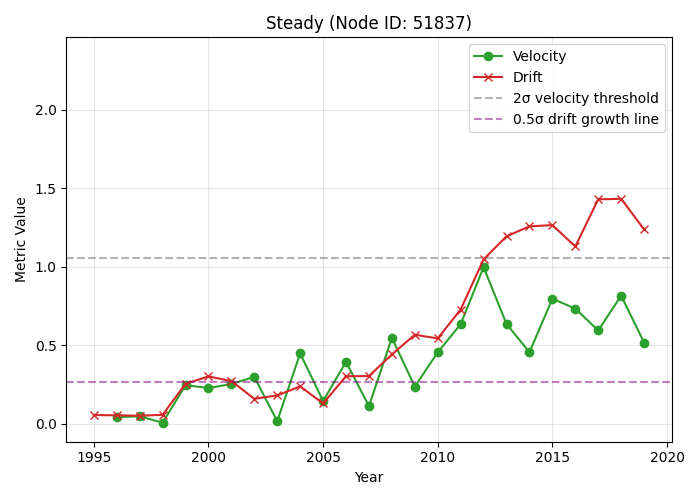 Steady (Node ID: 51837)
Velocity
Drift
2σ velocity threshold
0.5σ drift growth line
Metric Value
2.0
1.5
1.0
0.5
0.0
1995 2000 2005 2010 2015 2020
Year